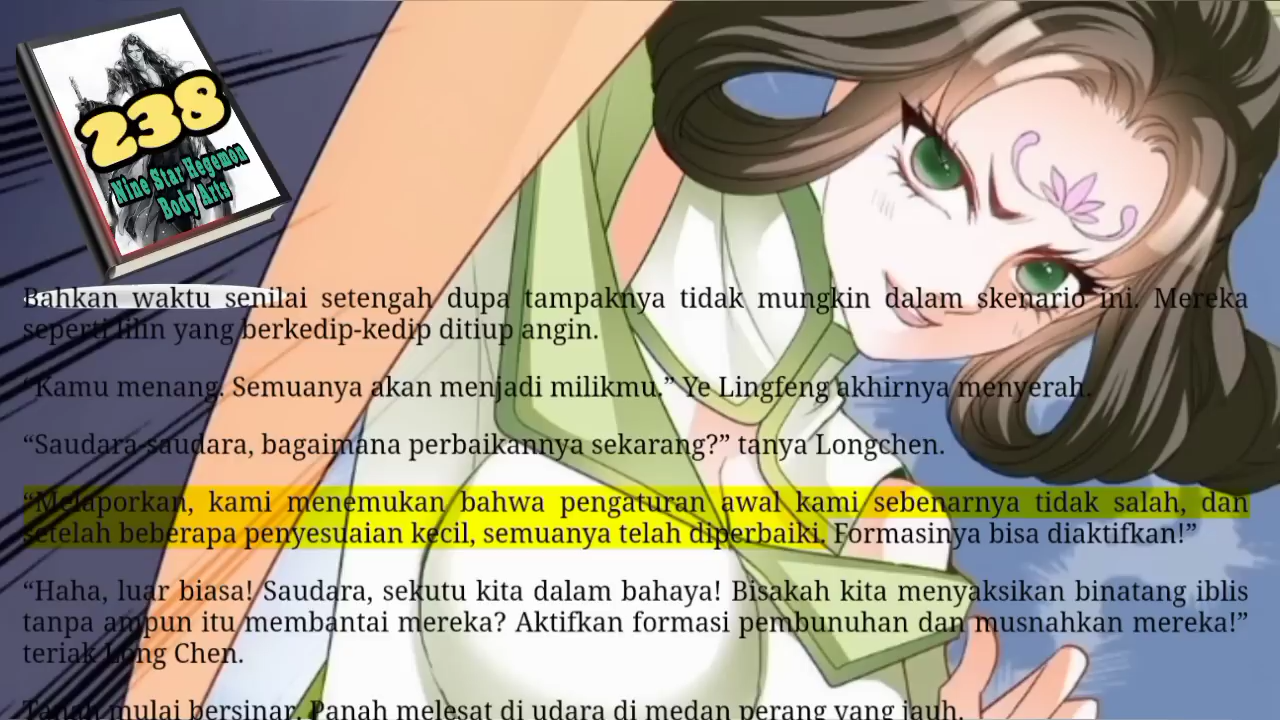 238
Nine Star Hegemon
Body Arts
Bahkan waktu senilai setengah dupa tampaknya tidak mungkin dalam skenario ini. Mereka
seperti lilin yang berkedip-kedip ditiup angin.
“Kamu menang. Semuanya akan menjadi milikmu.” Ye Lingfeng akhirnya menyerah.
“Saudara-saudara, bagaimana perbaikannya sekarang?” tanya Longchen.
“Melaporkan, kami menemukan bahwa pengaturan awal kami sebenarnya tidak salah, dan
setelah beberapa penyesuaian kecil, semuanya telah diperbaiki. Formasinya bisa diaktifkan!”
“Haha, luar biasa! Saudara, sekutu kita dalam bahaya! Bisakah kita menyaksikan binatang iblis
tanpa ampun itu membantai mereka? Aktifkan formasi pembunuhan dan musnahkan mereka!”
teriak Long Chen.
Tanah mulai bersinar. Panah melesat di udara di medan perang yang jauh.